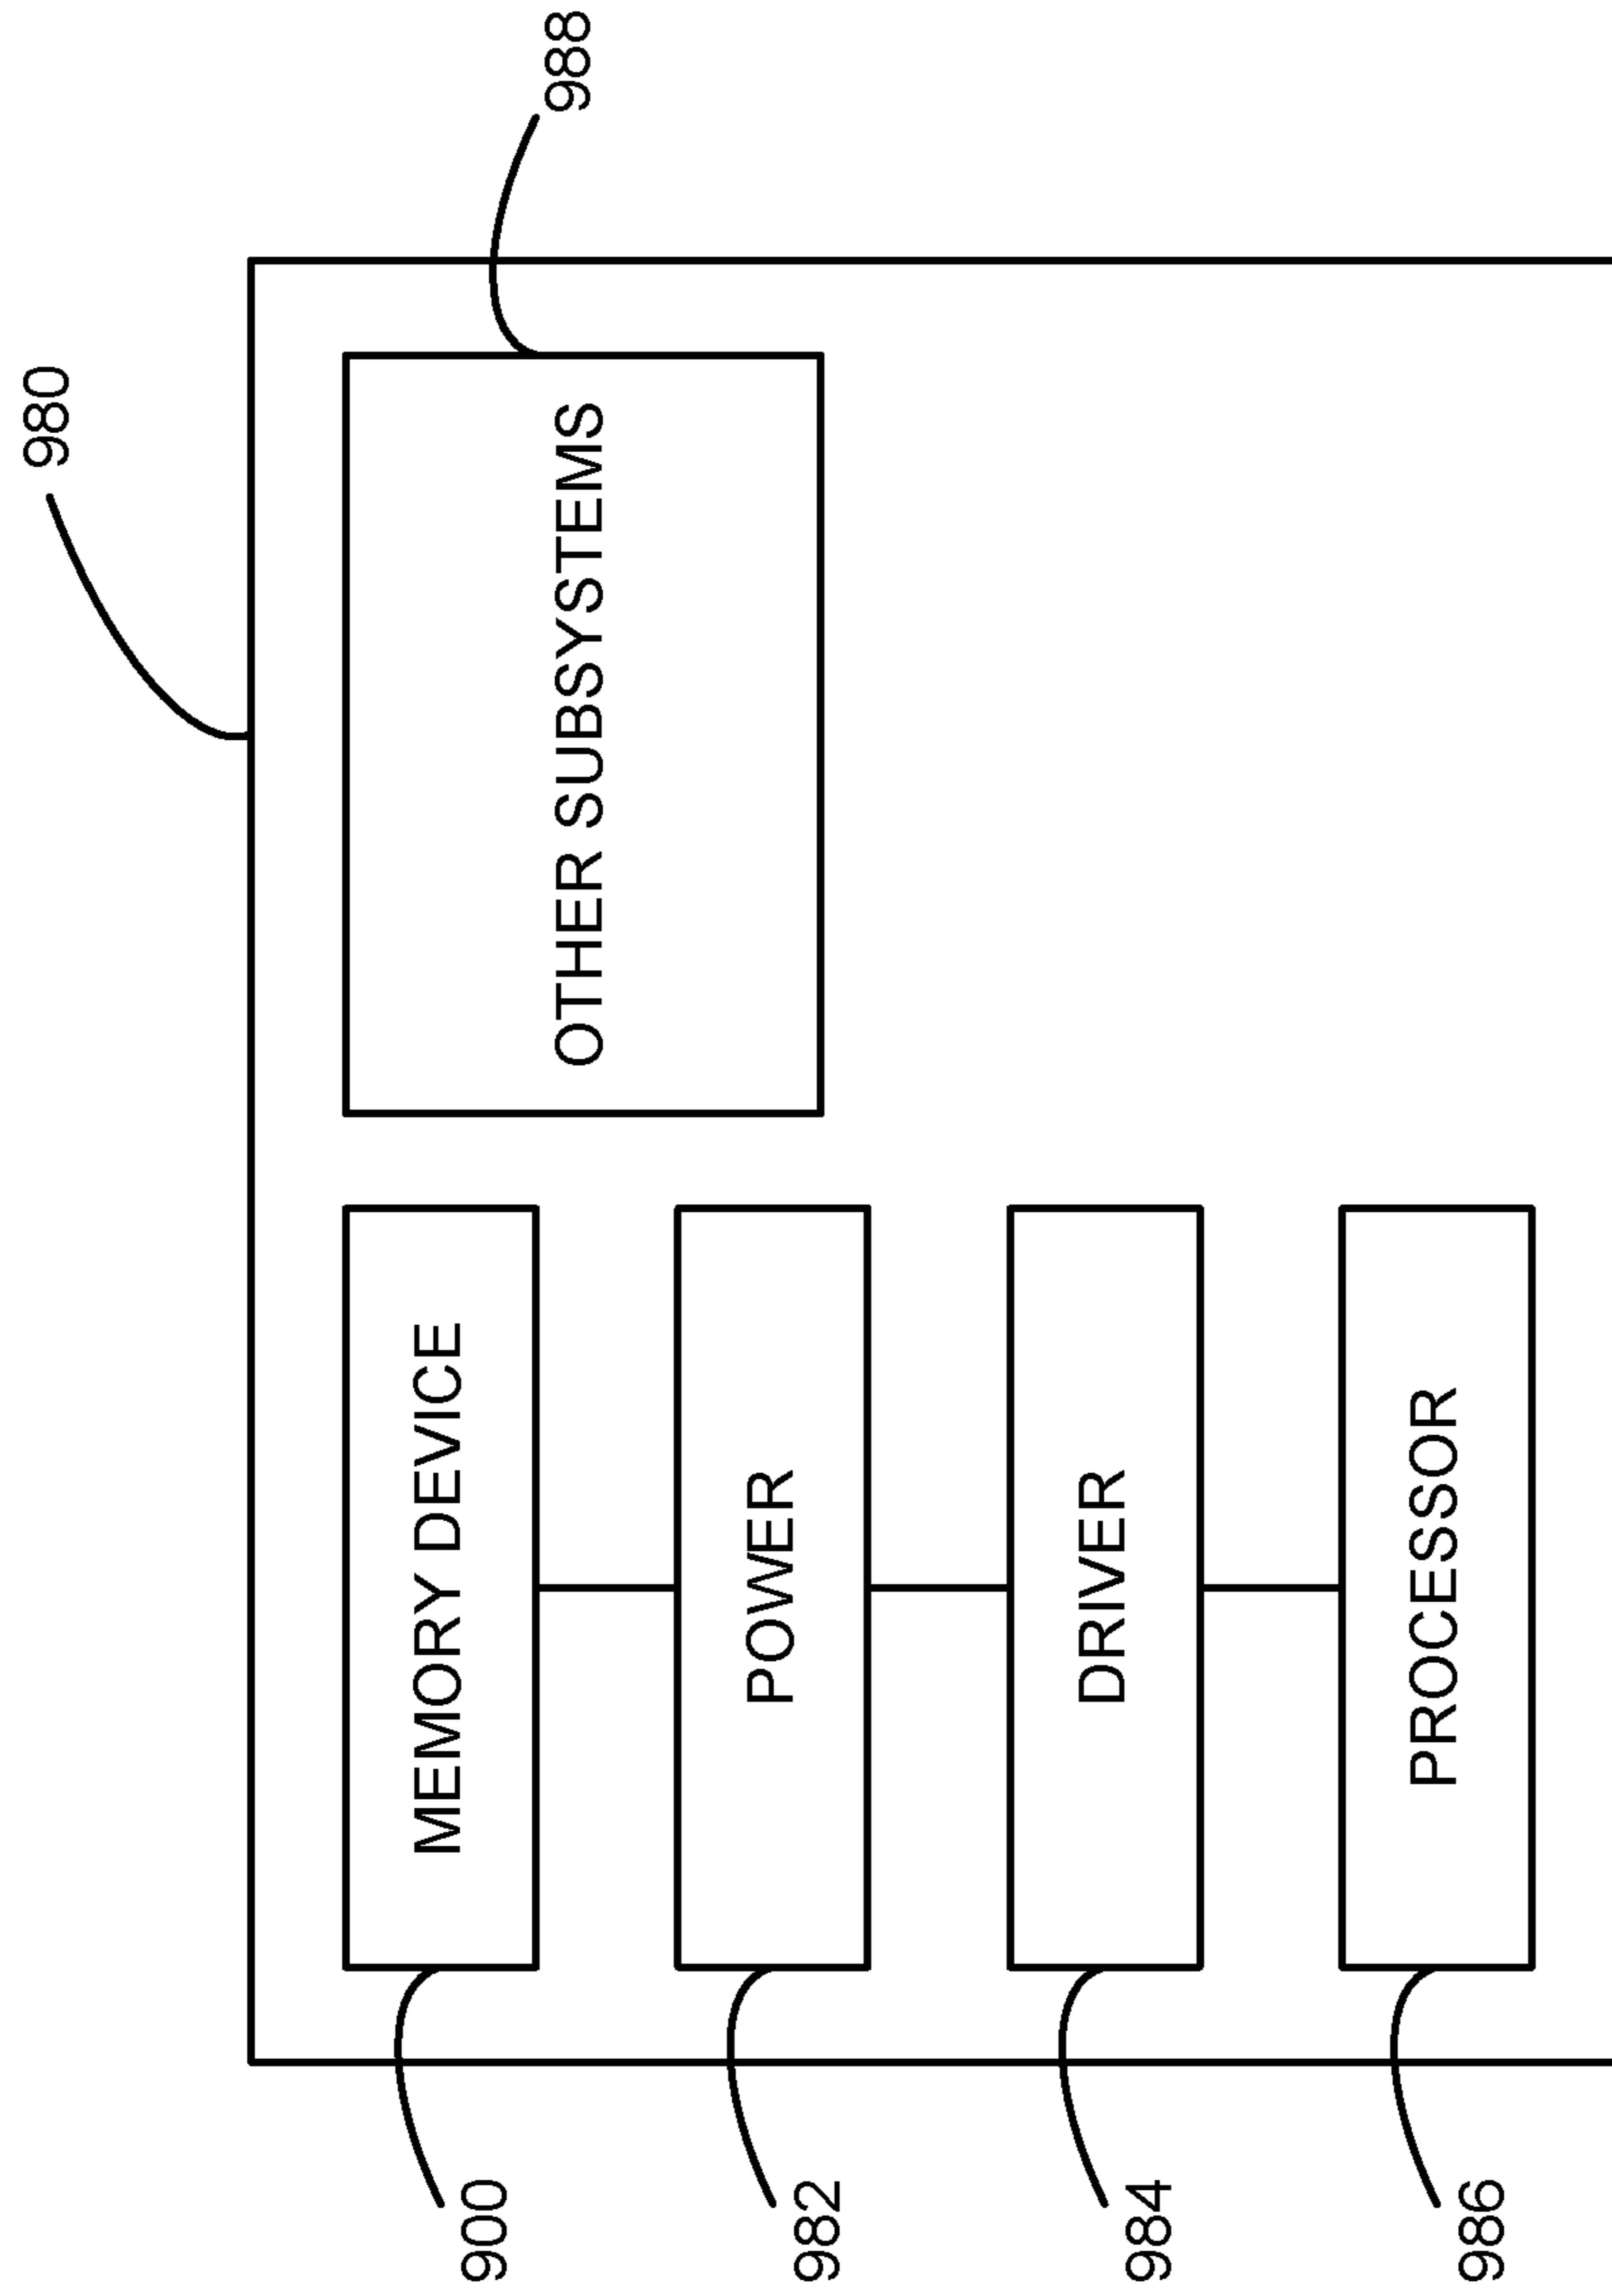 980
MEMORY DEVICE
900
POWER
982
DRIVER
984
PROCESSOR
986
OTHER SUBSYSTEMS
988